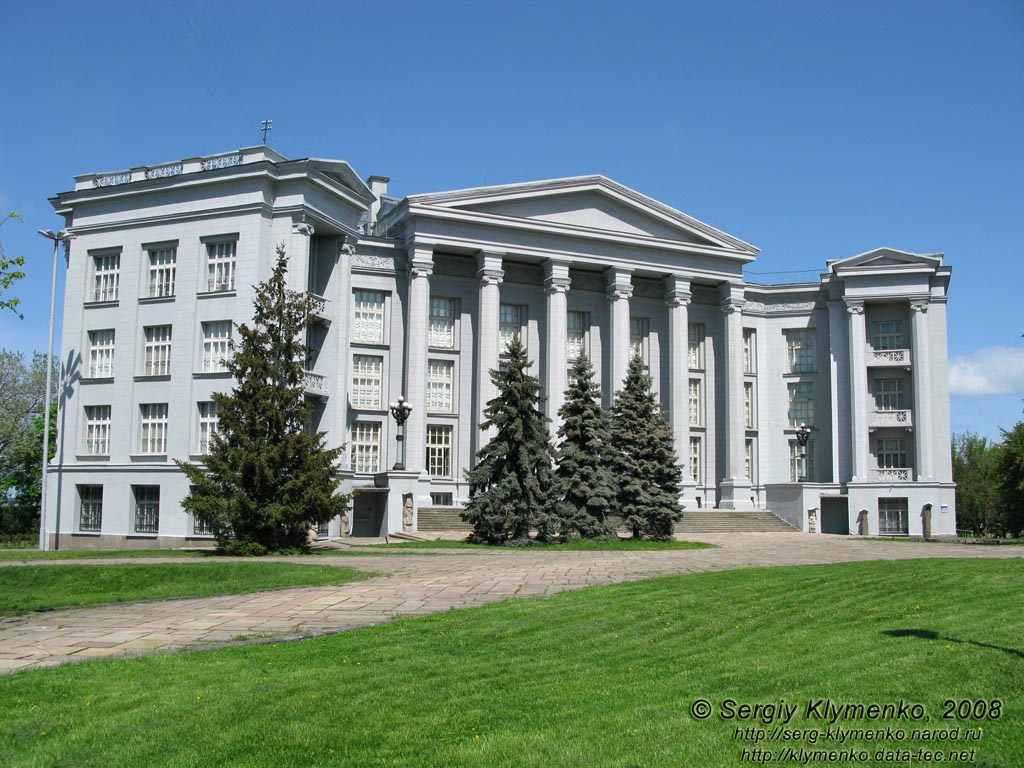 © Sergiy Klymenko, 2008
http://serg-klymenko.narod.ru
http://klymenko.data-tec.net